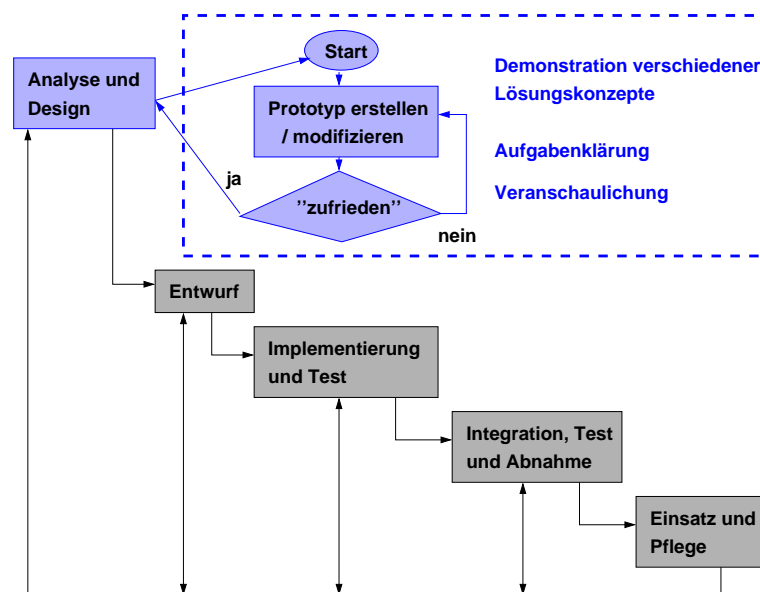 Start
Analyse und
Design
Demonstration verschiedener
Lösungskonzepte
Prototyp erstellen
/ modifizieren
Aufgabenklärung
ja
Veranschaulichung
’’zufrieden’’
nein
Entwurf
Implementierung
und Test
Integration, Test
und Abnahme
Einsatz und
Pflege